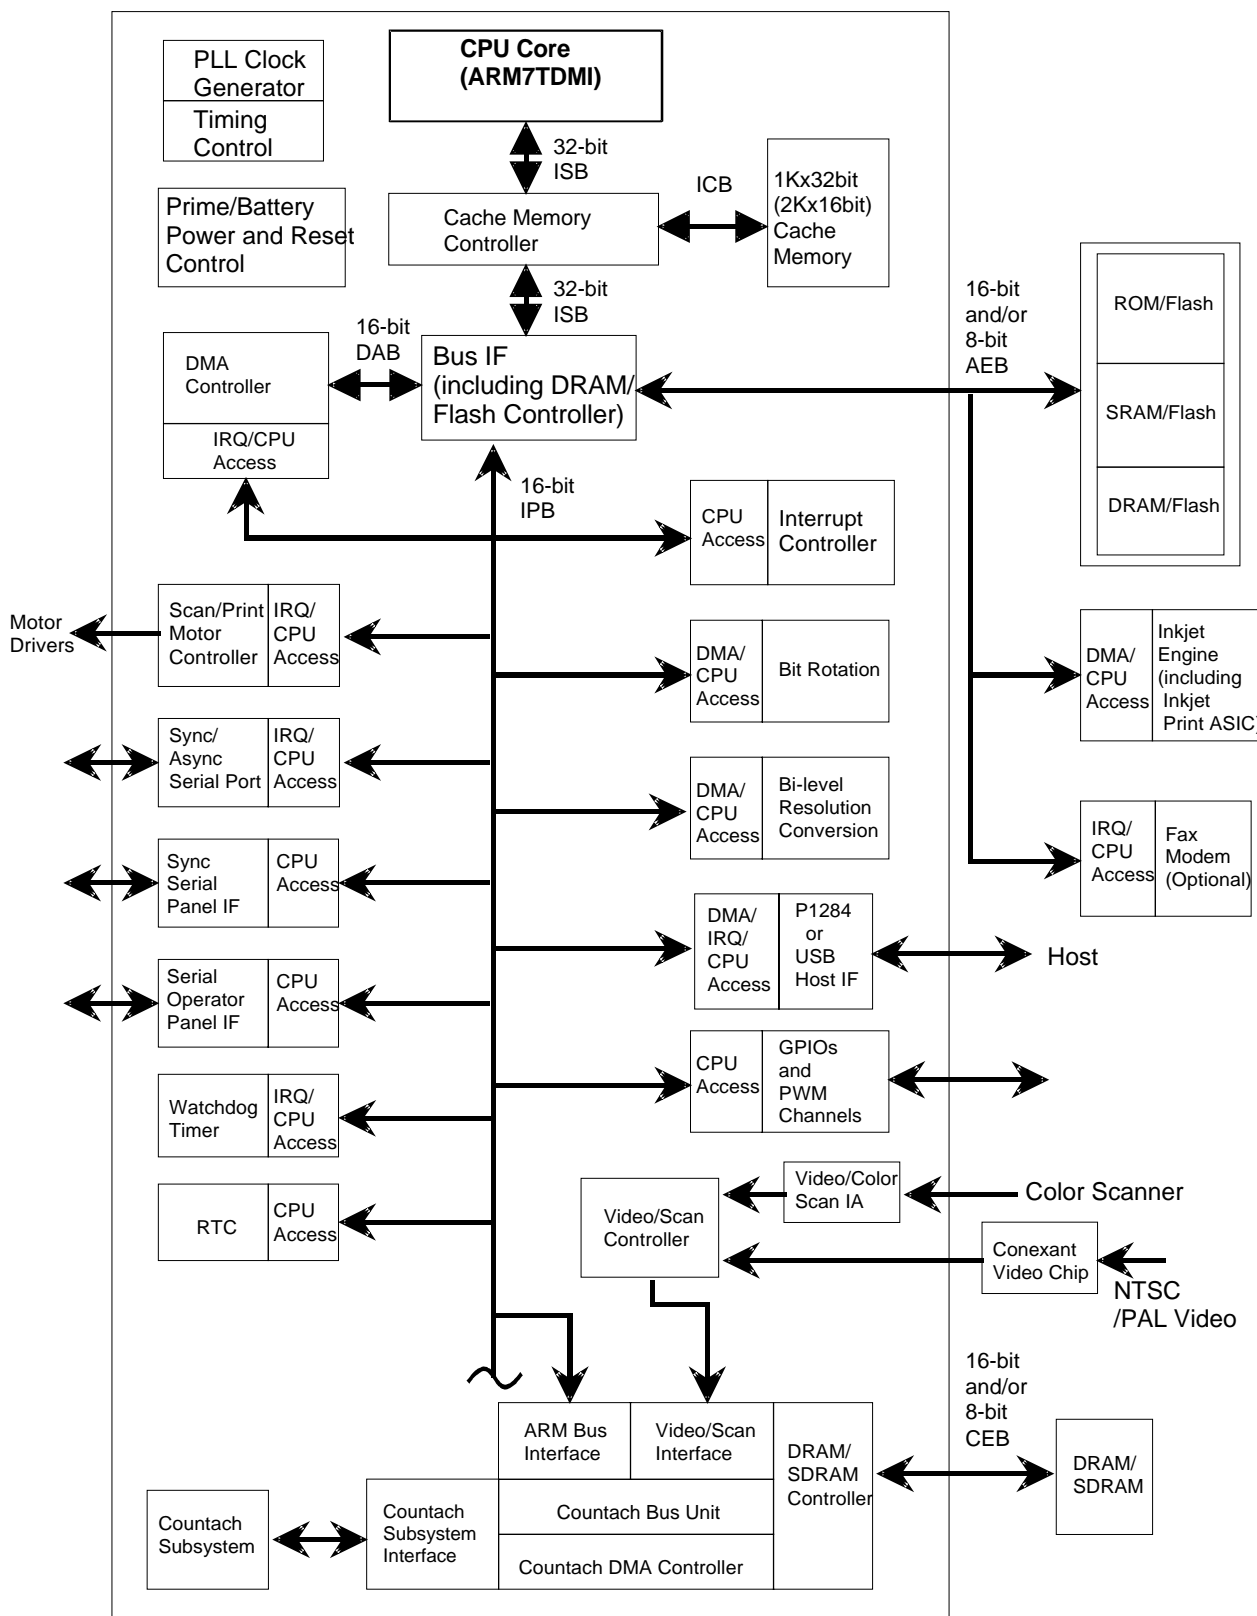 CPU Core
(ARM7TDMI)
PLL Clock
Generator
Timing
Control
32-bit
ISB
ICB
1Kx32bit
(2Kx16bit)
Cache
Memory
Prime/Battery
Power and Reset
Control
Cache Memory
Controller
32-bit
ISB
16-bit
and/or
8-bit
AEB
ROM/Flash
SRAM/Flash
DRAM/Flash
16-bit
DAB
DMA
Controller
IRQ/CPU
Access
Bus IF
(including DRAM/
Flash Controller)
16-bit
IPB
CPU
Access
Interrupt
Controller
Motor
Drivers
Scan/Print
Motor
Controller
IRQ/
CPU
Access
DMA/
CPU
Access
Bit Rotation
DMA/
CPU
Access
Inkjet
Engine
(including
Inkjet
Print ASIC)
Sync/
Async
Serial Port
IRQ/
CPU
Access
DMA/
CPU
Access
Bi-level
Resolution
Conversion
IRQ/
CPU
Access
Fax
Modem
(Optional)
Sync
Serial
Panel IF
CPU
Access
DMA/
IRQ/
CPU
Access
P1284
or
USB
Host IF
Host
Serial
Operator
Panel IF
CPU
Access
CPU
Access
GPIOs
and
PWM
Channels
Watchdog
Timer
IRQ/
CPU
Access
RTC
CPU
Access
Video/Scan
Controller
Video/Color
Scan IA
Color Scanner
Conexant
Video Chip
NTSC
/PAL Video
16-bit
and/or
8-bit
CEB
ARM Bus
Interface
Video/Scan
Interface
DRAM/
SDRAM
Controller
DRAM/
SDRAM
Countach
Subsystem
Countach
Subsystem
Interface
Countach Bus Unit
Countach DMA Controller